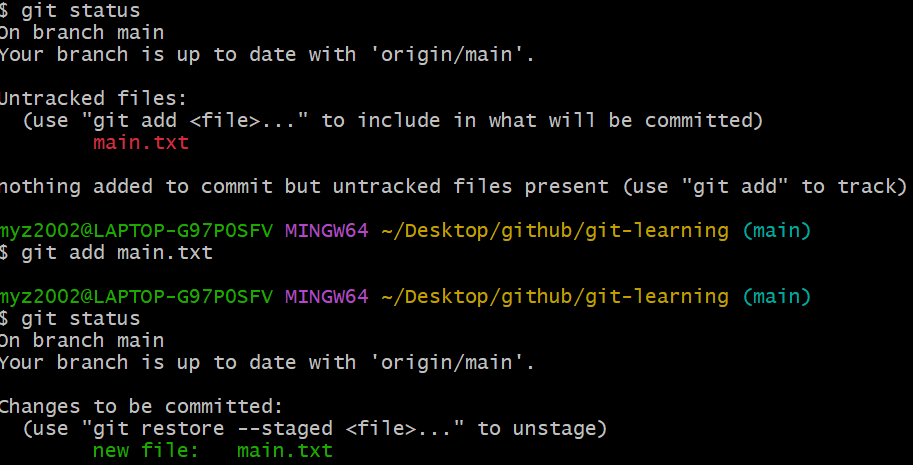 $ git status
On branch main
Your branch is up to date with 'origin/main'.
Untracked files:
(use "git add <file>..." to include in what will be committed)
main.txt
nothing added to commit but untracked files present (use "git add" to track)
myz2002@LAPTOP-G97P0SFV MINGW64 ~/Desktop/github/git-learning (main)
$ git add main.txt
myz2002@LAPTOP-G97P0SFV MINGW64 ~/Desktop/github/git-learning (main)
$ git status
On branch main
Your branch is up to date with 'origin/main'.
Changes to be committed:
(use "git restore --staged <file>..." to unstage)
new file:   main.txt